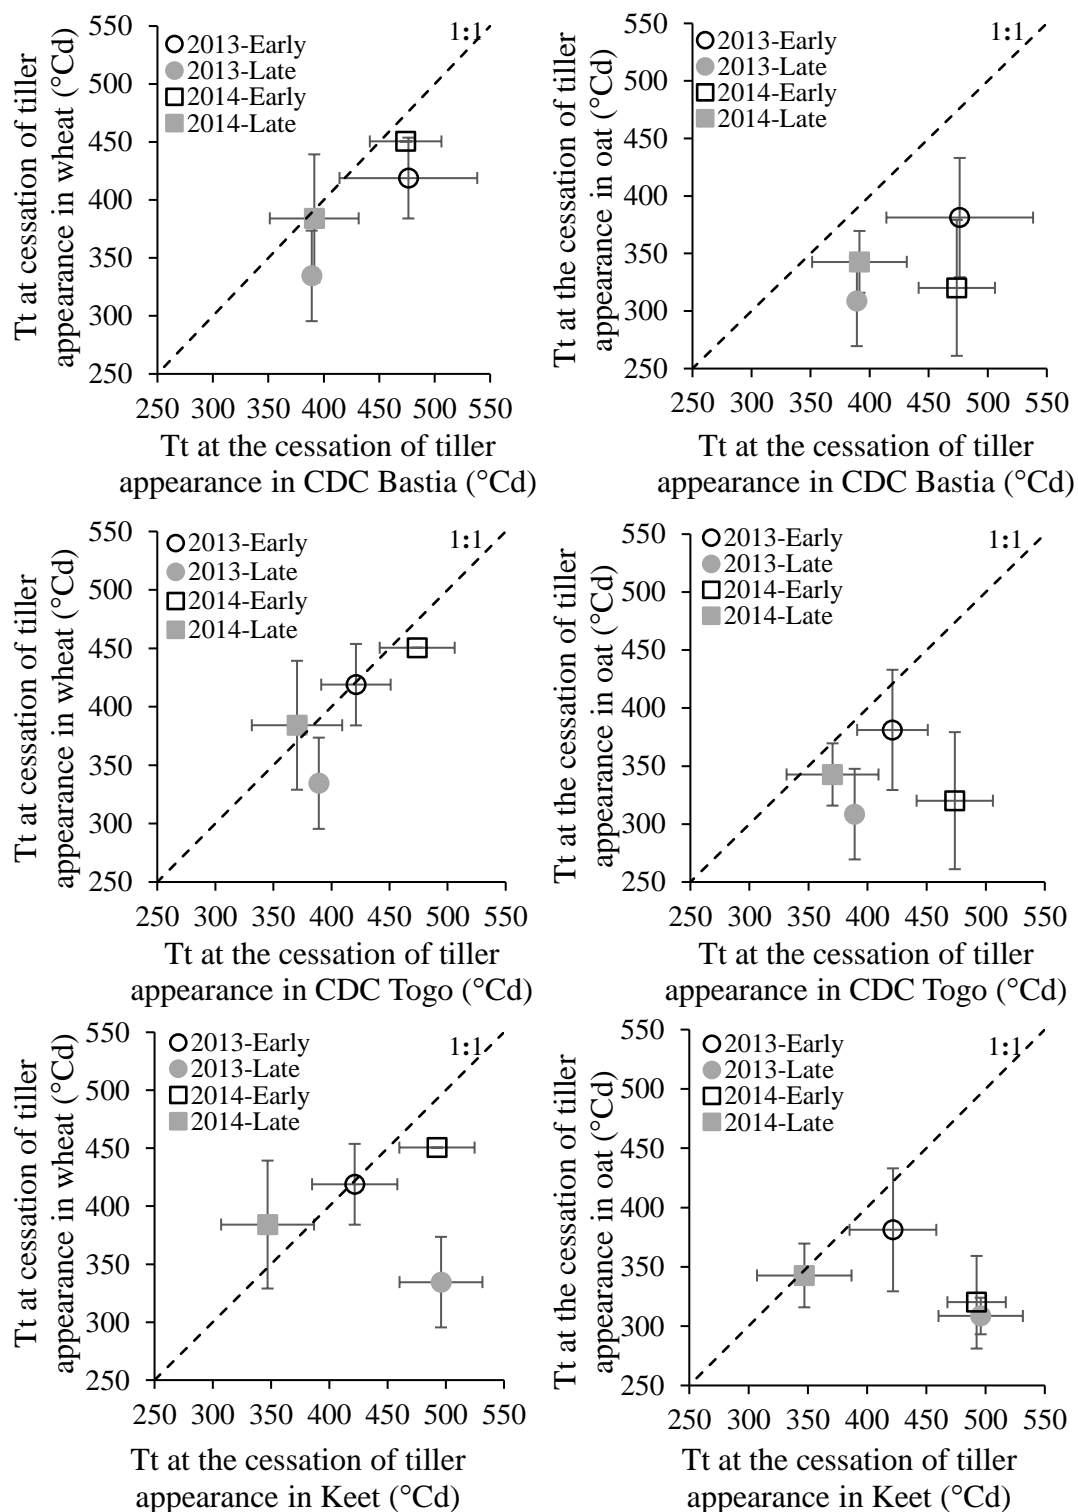 Tt at cessation of tiller
appearance in wheat (°Cd)
550
500
450
400
350
300
250
2013-Early
2013-Late
2014-Early
2014-Late
1:1
250 300 350 400 450 500 550
Tt at the cessation of tiller
appearance in CDC Bastia (°Cd)
Tt at the cessation of tiller
appearance in oat (°Cd)
550
500
450
400
350
300
250
2013-Early
2013-Late
2014-Early
2014-Late
1:1
250 300 350 400 450 500 550
Tt at the cessation of tiller
appearance in CDC Bastia (°Cd)
Tt at cessation of tiller
appearance in wheat (°Cd)
550
500
450
400
350
300
250
2013-Early
2013-Late
2014-Early
2014-Late
1:1
250 300 350 400 450 500 550
Tt at the cessation of tiller
appearance in CDC Togo (°Cd)
Tt at the cessation of tiller
appearance in oat (°Cd)
550
500
450
400
350
300
250
2013-Early
2013-Late
2014-Early
2014-Late
1:1
250 300 350 400 450 500 550
Tt at the cessation of tiller
appearance in CDC Togo (°Cd)
Tt at cessation of tiller
appearance in wheat (°Cd)
550
500
450
400
350
300
250
2013-Early
2013-Late
2014-Early
2014-Late
1:1
250 300 350 400 450 500 550
Tt at the cessation of tiller
appearance in Keet (°Cd)
Tt at the cessation of tiller
appearance in oat (°Cd)
550
500
450
400
350
300
250
2013-Early
2013-Late
2014-Early
2014-Late
1:1
250 300 350 400 450 500 550
Tt at the cessation of tiller
appearance in Keet (°Cd)